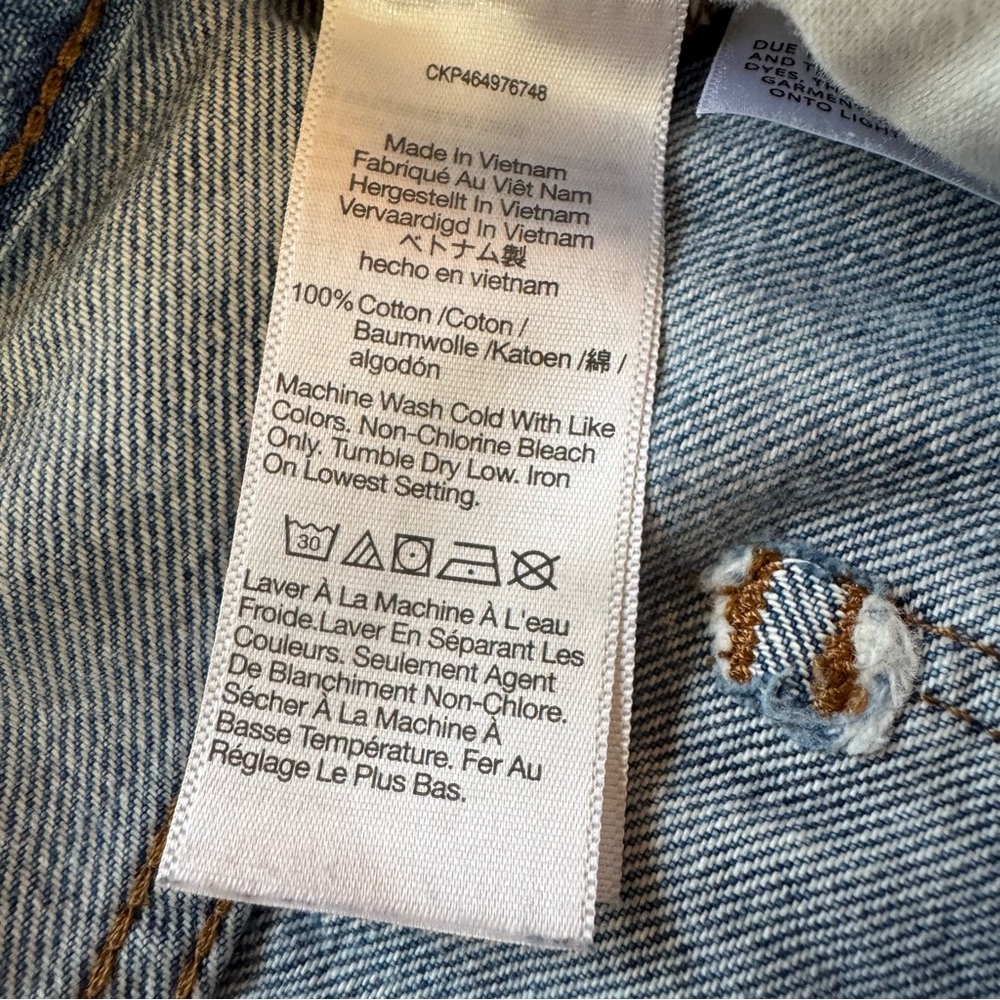 CKP464976748
Made In Vietnam
Fabriqué Au Viêt Nam
Hergestellt In Vietnam
Vervaardigd In Vietnam
ベトナム製
hecho en vietnam
100% Cotton /Coton /
Baumwolle /Katoen /綿 /
algodón
Machine Wash Cold With Like
Colors. Non-Chlorine Bleach
Only. Tumble Dry Low. Iron
On Lowest Setting.
30
Laver À La Machine À L'eau
Froide.Laver En Séparant Les
Couleurs. Seulement Agent
De Blanchiment Non-Chlore.
Sécher À La Machine À
Basse Température. Fer Au
Réglage Le Plus Bas.
DUE
AND
DYES,
GARMEN
ONTO LIGHT